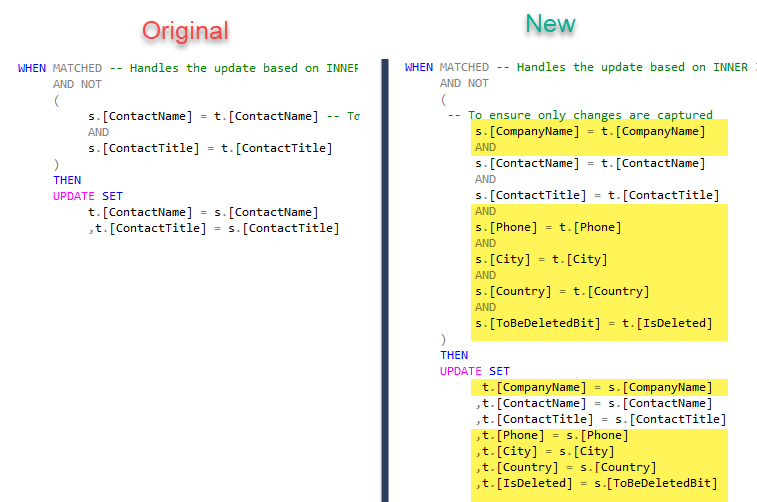 Original
WHEN MATCHED -- Handles the update based on INNER
AND NOT
(
s.[ContactName] = t.[ContactName] -- To
AND
s.[ContactTitle] = t.[ContactTitle]
)
THEN
UPDATE SET
t.[ContactName] = s.[ContactName]
,t.[ContactTitle] = s.[ContactTitle]
New
WHEN MATCHED -- Handles the update based on INNER
AND NOT
(
-- To ensure only changes are captured
s.[CompanyName] = t.[CompanyName]
AND
s.[ContactName] = t.[ContactName]
AND
s.[ContactTitle] = t.[ContactTitle]
AND
s.[Phone] = t.[Phone]
AND
s.[City] = t.[City]
AND
s.[Country] = t.[Country]
AND
s.[ToBeDeletedBit] = t.[IsDeleted]
)
THEN
UPDATE SET
t.[CompanyName] = s.[CompanyName]
,t.[ContactName] = s.[ContactName]
,t.[ContactTitle] = s.[ContactTitle]
,t.[Phone] = s.[Phone]
,t.[City] = s.[City]
,t.[Country] = s.[Country]
,t.[IsDeleted] = s.[ToBeDeletedBit]